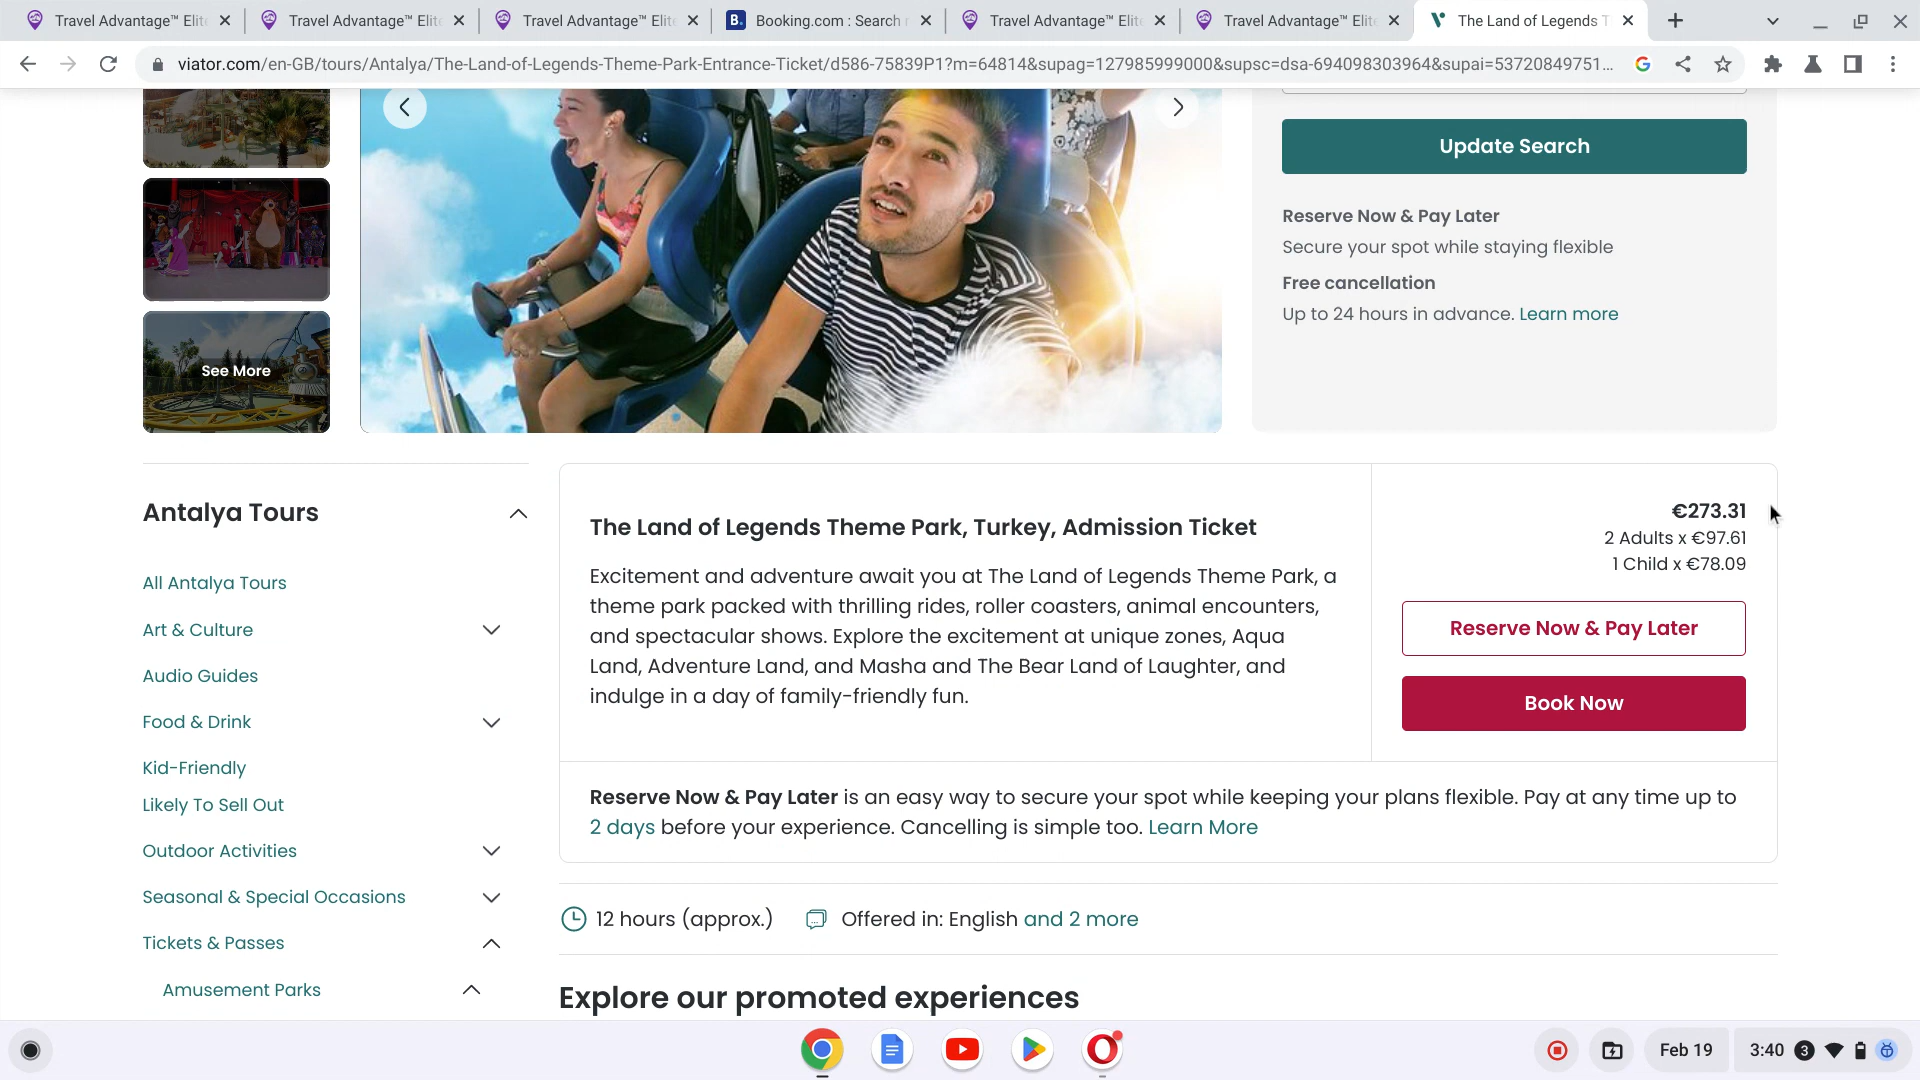 Travel Advantage™ Elite
Travel Advantage™ Elite
Travel Advantage™ Elite
B. Booking.com : Search
Travel Advantage™ Elite
Travel Advantage™ Elite
The Land of Legends T
viator.com/en-GB/tours/Antalya/The-Land-of-Legends-Theme-Park-Entrance-Ticket/d586-75839P1?m=64814&supag=127985999000&supsc=dsa-694098303964&supai=53720849751...
Update Search
Reserve Now & Pay Later
Secure your spot while staying flexible
Free cancellation
Up to 24 hours in advance. Learn more
See More
Antalya Tours
All Antalya Tours
Art & Culture
Audio Guides
Food & Drink
Kid-Friendly
Likely To Sell Out
Outdoor Activities
Seasonal & Special Occasions
Tickets & Passes
Amusement Parks
The Land of Legends Theme Park, Turkey, Admission Ticket
Excitement and adventure await you at The Land of Legends Theme Park, a
theme park packed with thrilling rides, roller coasters, animal encounters,
and spectacular shows. Explore the excitement at unique zones, Aqua
Land, Adventure Land, and Masha and The Bear Land of Laughter, and
indulge in a day of family-friendly fun.
€273.31
2 Adults x €97.61
1 Child x €78.09
Reserve Now & Pay Later
Book Now
Reserve Now & Pay Later is an easy way to secure your spot while keeping your plans flexible. Pay at any time up to
2 days before your experience. Cancelling is simple too. Learn More
12 hours (approx.)
Offered in: English and 2 more
Explore our promoted experiences
Feb 19
3:40
3